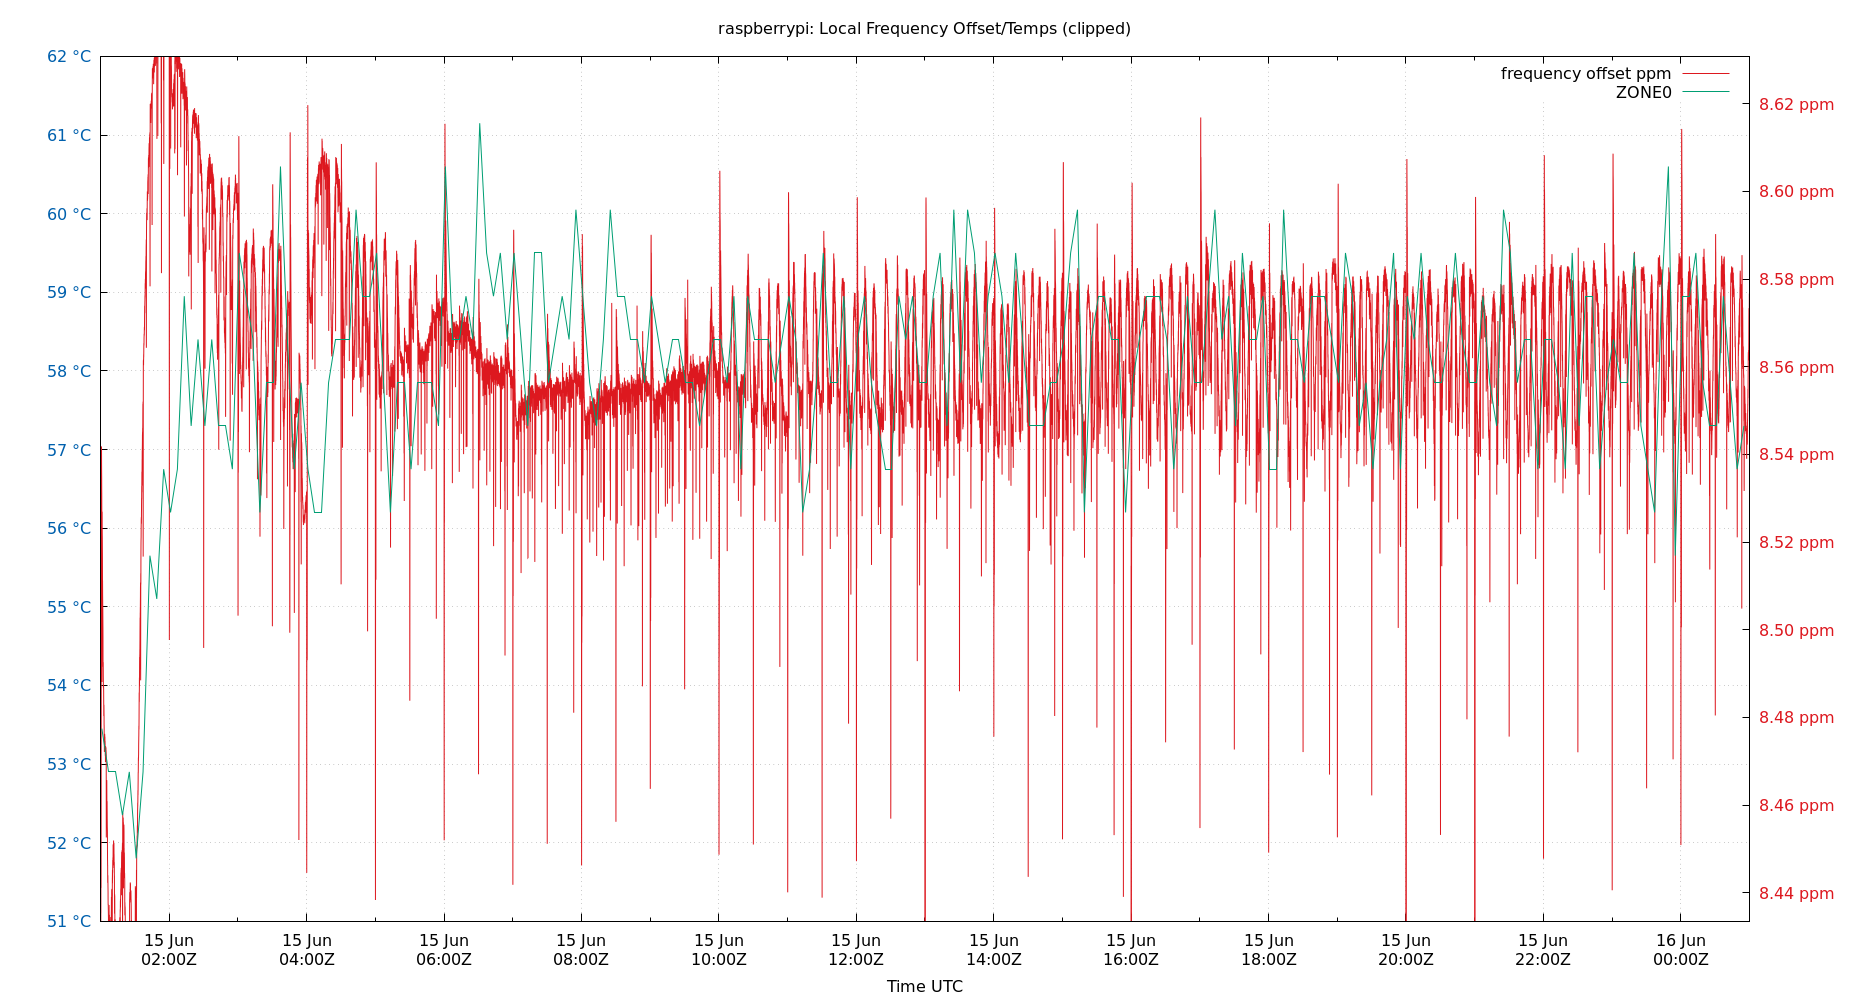 raspberrypi: Local Frequency Offset/Temps (clipped)
frequency offset ppm
ZONE0
62 °C
61 °C
60 °C
59 °C
58 °C
57 °C
56 °C
55 °C
54 °C
53 °C
52 °C
51 °C
8.62 ppm
8.60 ppm
8.58 ppm
8.56 ppm
8.54 ppm
8.52 ppm
8.50 ppm
8.48 ppm
8.46 ppm
8.44 ppm
15 Jun 15 Jun 15 Jun 15 Jun 15 Jun 15 Jun 15 Jun 15 Jun 15 Jun 15 Jun 15 Jun 16 Jun
02:00Z 04:00Z 06:00Z 08:00Z 10:00Z 12:00Z 14:00Z 16:00Z 18:00Z 20:00Z 22:00Z 00:00Z
Time UTC